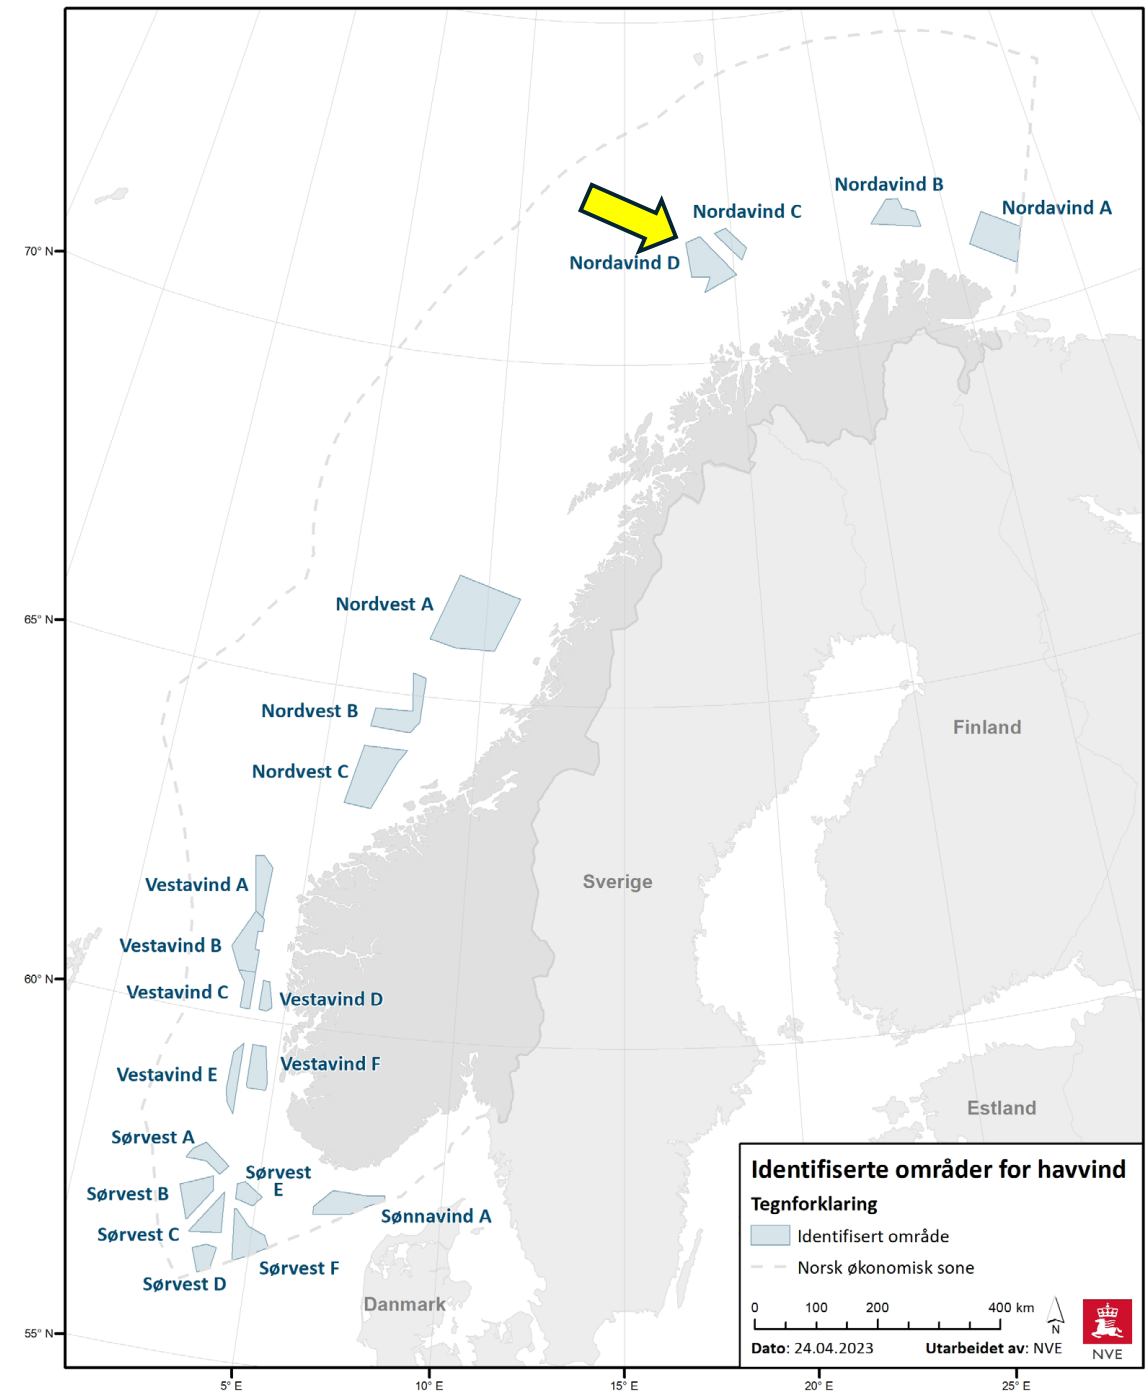 Nordavind B
Nordavind A
Nordavind C
Nordavind D
70° N
Nordvest A
65° N
Nordvest B
Finland
Nordvest C
Sverige
Vestavind A
Vestavind B
60° N
Vestavind C
Vestavind D
Vestavind F
Vestavind E
Estland
Sørvest A
Sørvest
E
Sørvest B
Sønnavind A
Sørvest C
Sørvest F
Sørvest D
Danmark
55° N
5° E
10° E
15° E
20° E
25° E
Identifiserte områder for havvind
Tegnforklaring
Identifisert område
Norsk økonomisk sone
0 100 200 400 km
N
Dato: 24.04.2023 Utarbeidet av: NVE
NVE